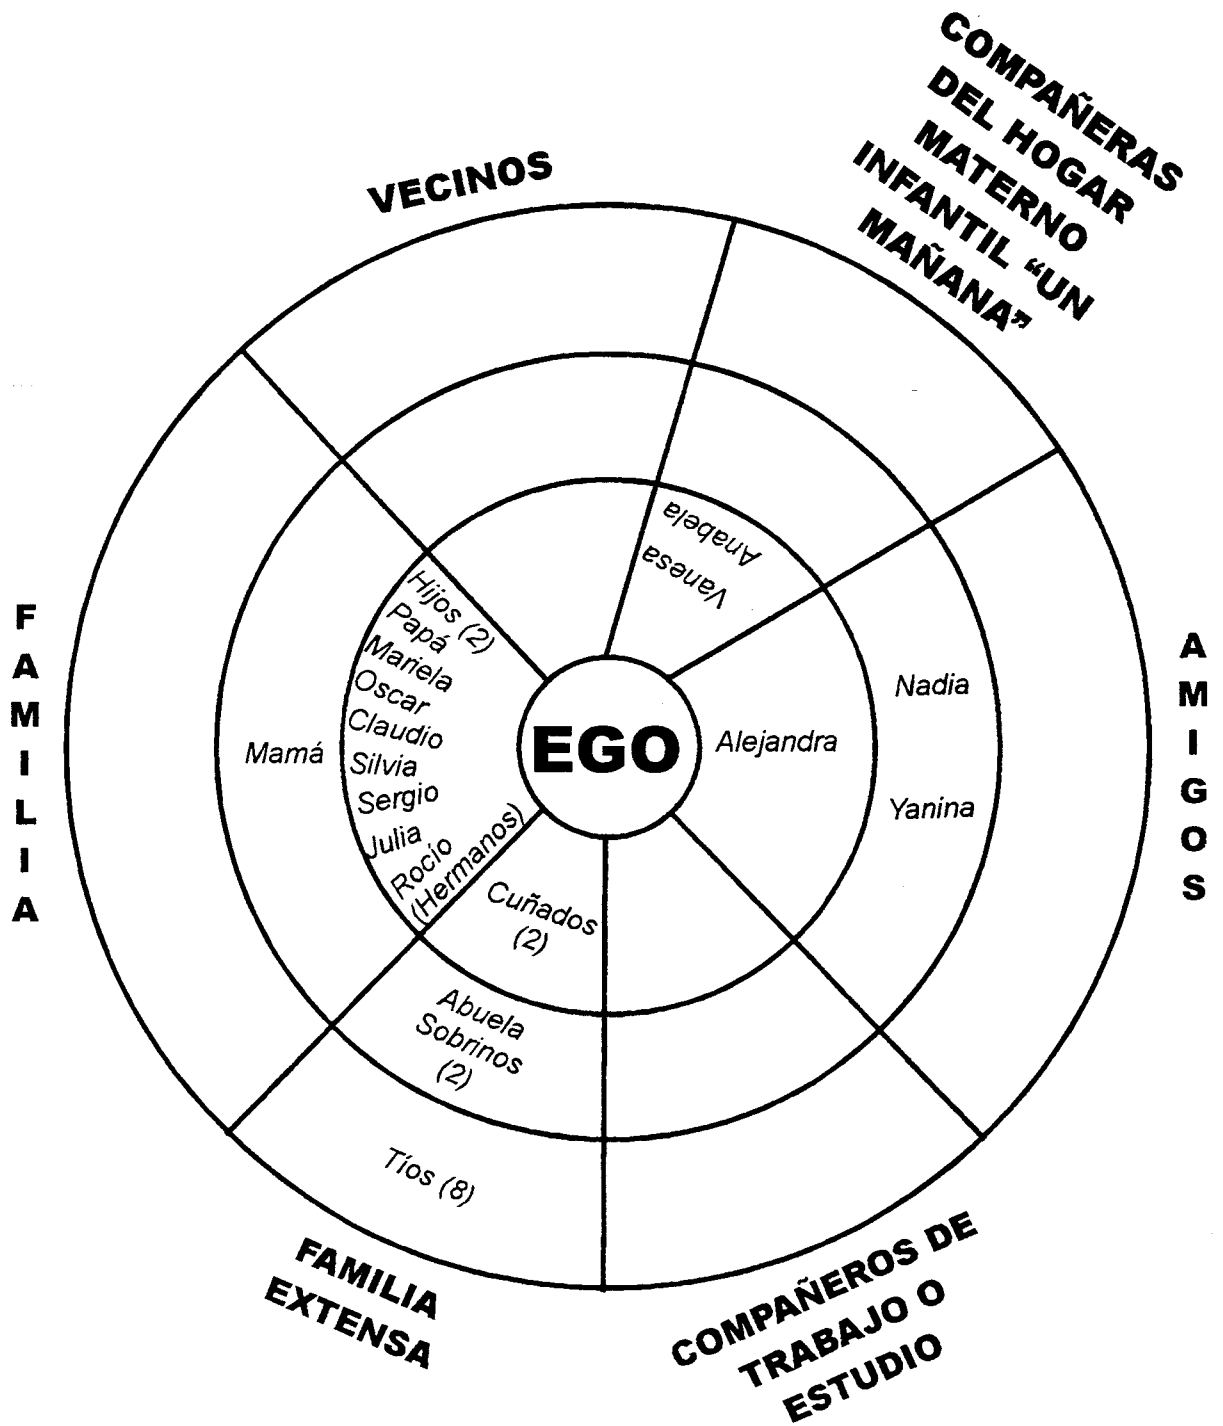 COMPAÑERAS
DEL HOGAR
MATERNO
INFANTIL “UN
MAÑANA”
VECINOS
Anabela
Vanesa
FAMILIA
Hijos (2)
Papá
Mariela
Oscar
Claudio
Silvia
Sergio
Julia
Rocío
(Hermanos)
Mamá
EGO
Alejandra
Nadia
Yanina
AMIGOS
Cuñados
(2)
Abuela
Sobrinos
(2)
Tíos (8)
FAMILIA
EXTENSA
COMPAÑEROS DE
TRABAJO O
ESTUDIO